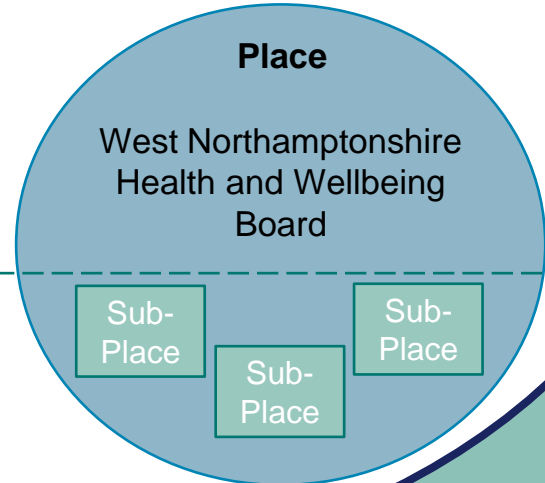 Place
West Northamptonshire
Health and Wellbeing
Board
Sub-
Place
Sub-
Place
Sub-
Place